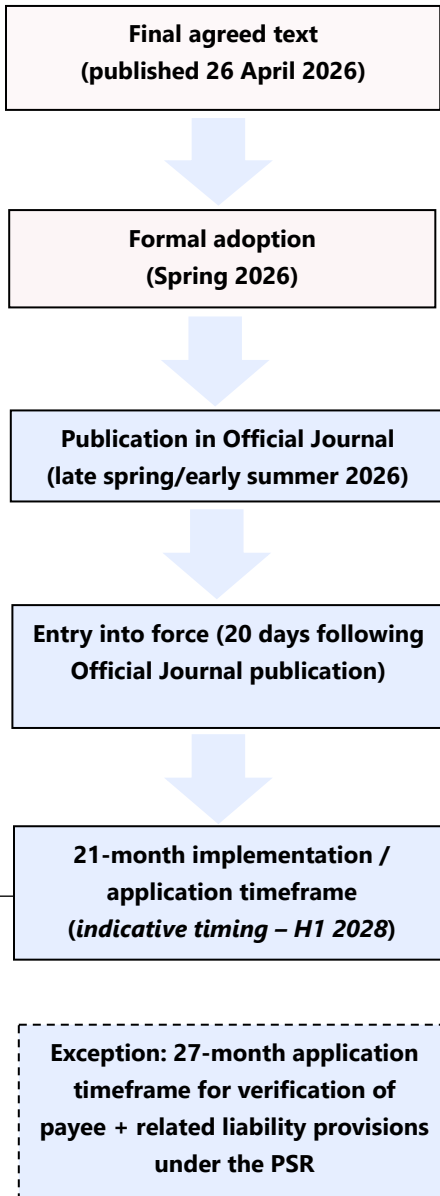 Final agreed text
(published 26 April 2026)
Formal adoption
(Spring 2026)
Publication in Official Journal
(late spring/early summer 2026)
Entry into force (20 days following
Official Journal publication)
21-month implementation /
application timeframe
(indicative timing – H1 2028)
Exception: 27-month application
timeframe for verification of
payee + related liability provisions
under the PSR